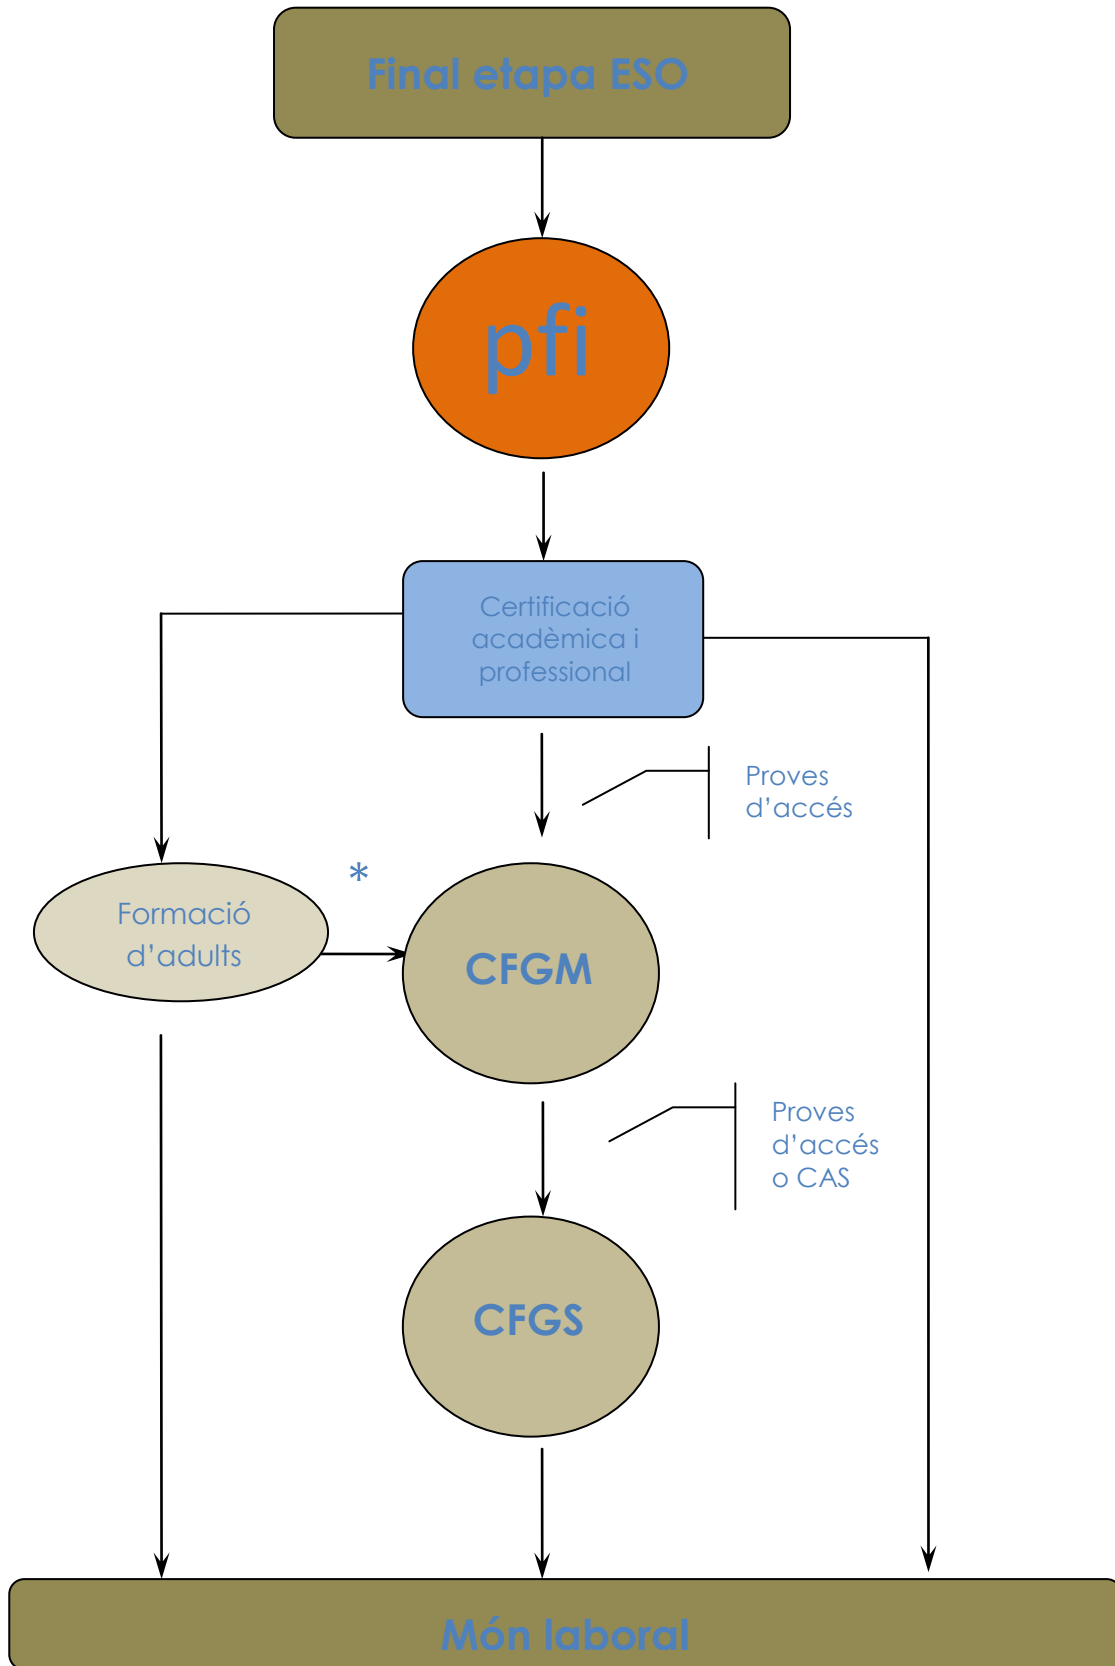 Final etapa ESO
pfi
Certificació
acadèmica i
professional
Proves
d’accés
*
Formació
d’adults
CFGM
Proves
d’accés
o CAS
CFGS
Món laboral